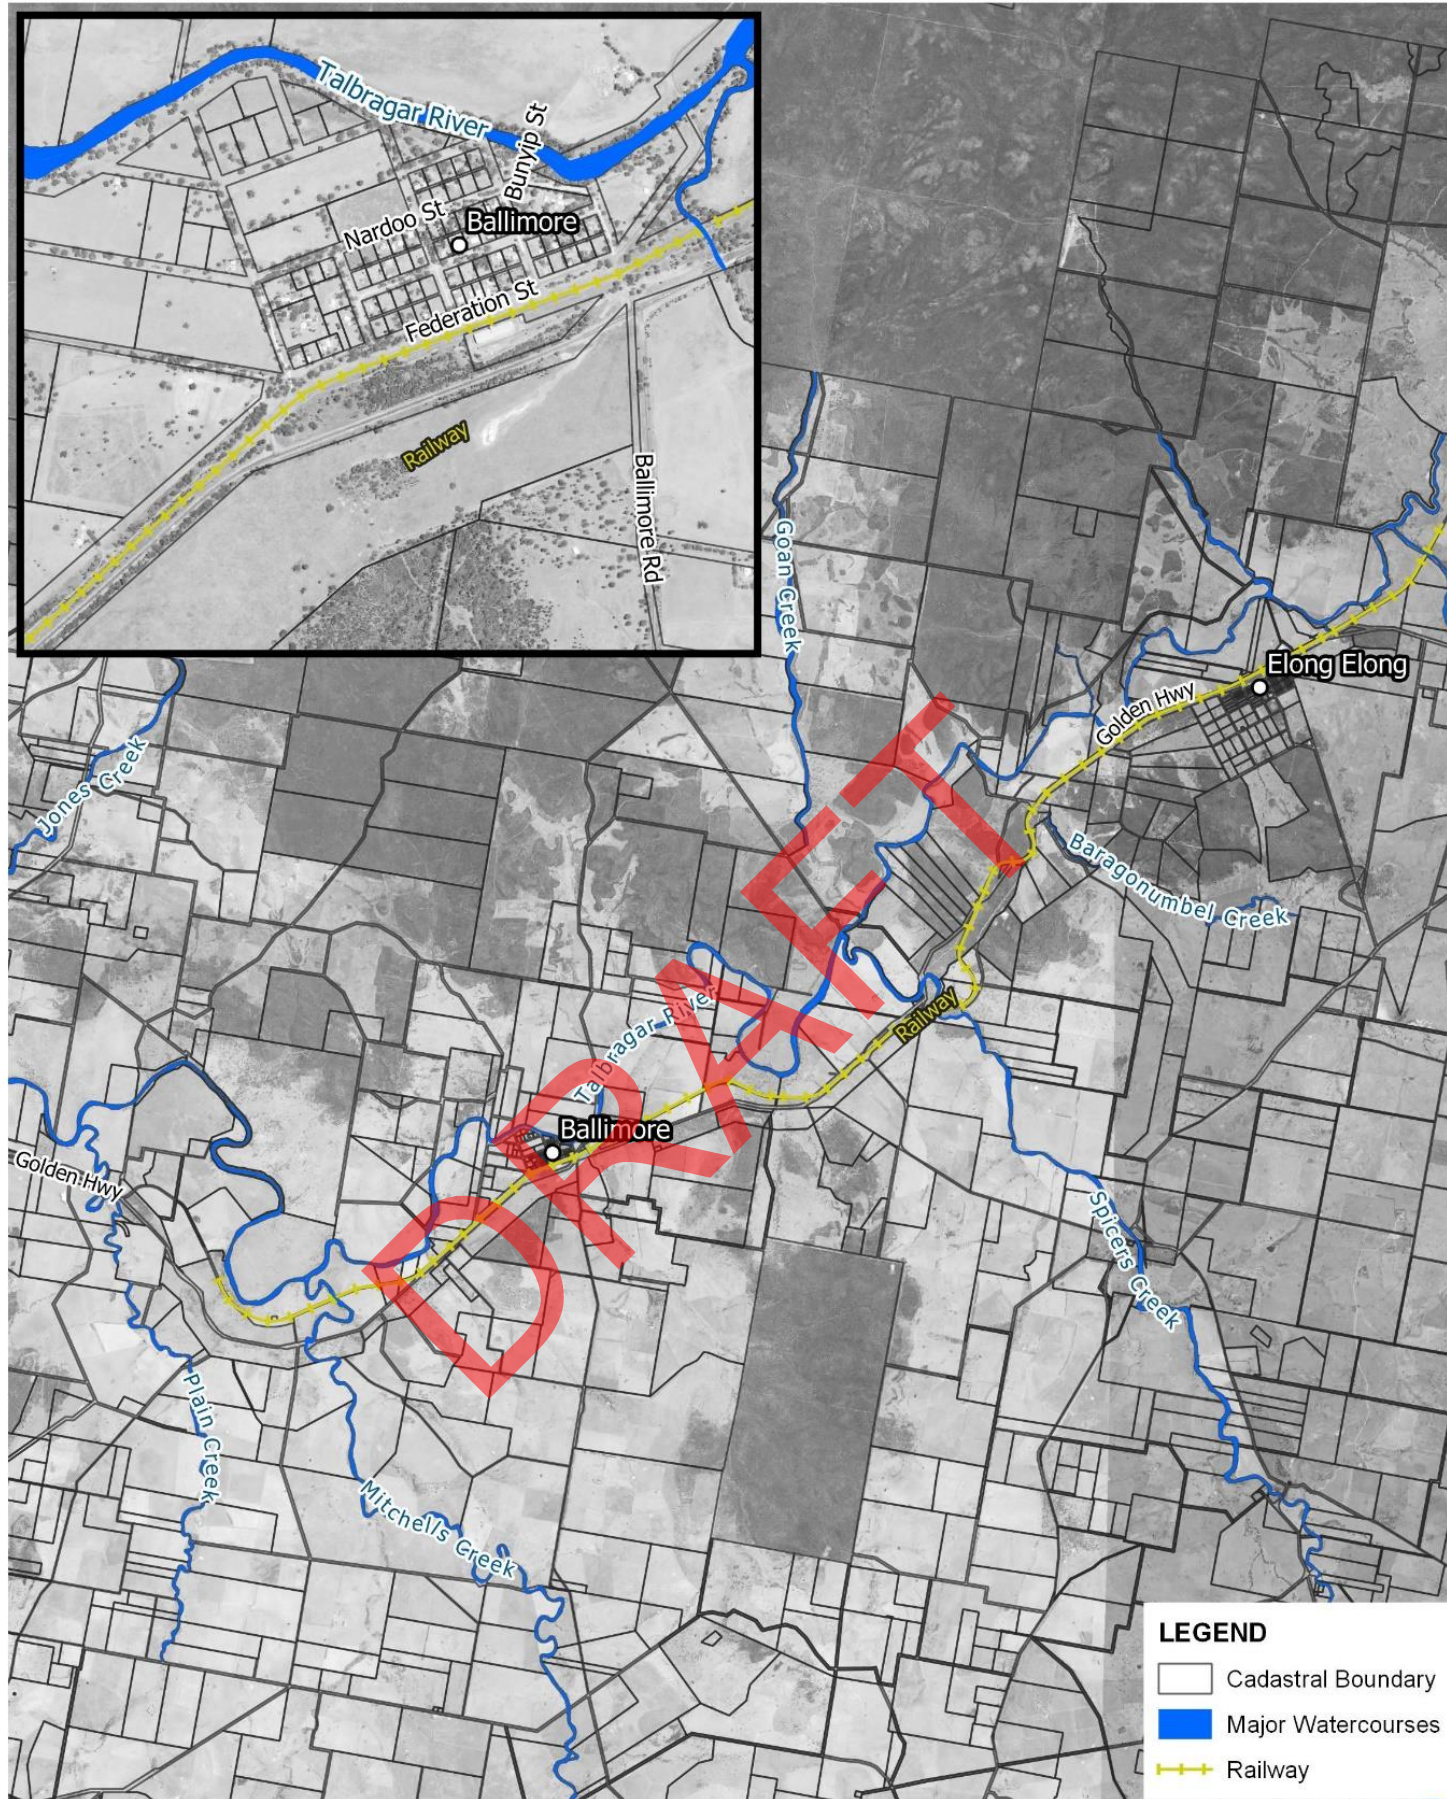 Talbragar River
Bunyip St
Nardoo St
Ballimore
Federation St
Railway
Ballimore Rd
Goan Creek
Elong Elong
Golden Hwy
Jones Creek
Baragonumbel Creek
Talbragar River
Railway
Ballimore
Golden Hwy
Spicers Creek
Plain Creek
Mitchells Creek
DRAFT
LEGEND
Cadastral Boundary
Major Watercourses
Railway